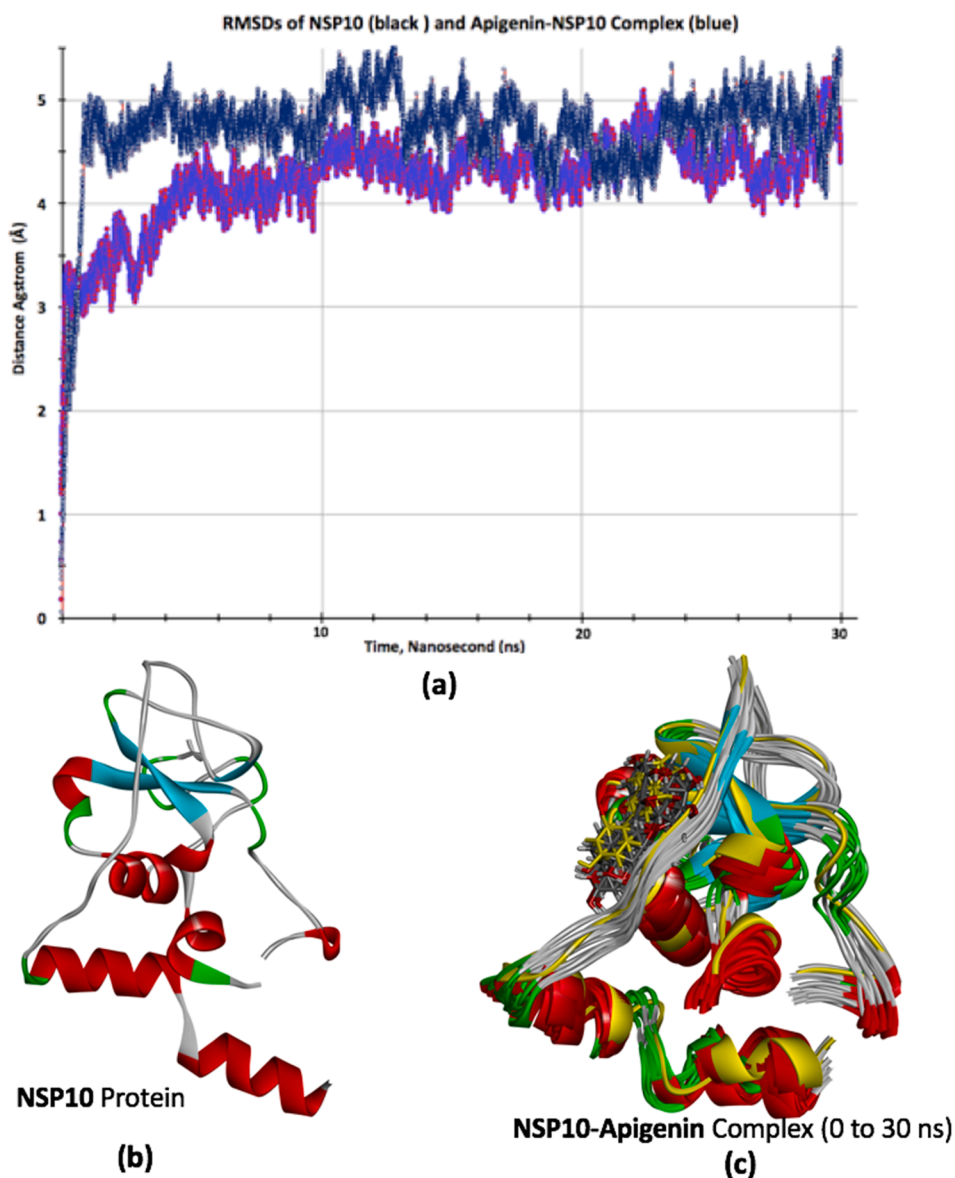 RMSDs of NSP10 (black ) and Apigenin-NSP10 Complex (blue)
Distance Agstrom (Å)
5
4
3
2
1
0
10
20
30
Time, Nanosecond (ns)
(a)
NSP10 Protein
(b)
NSP10-Apigenin Complex (0 to 30 ns)
(c)